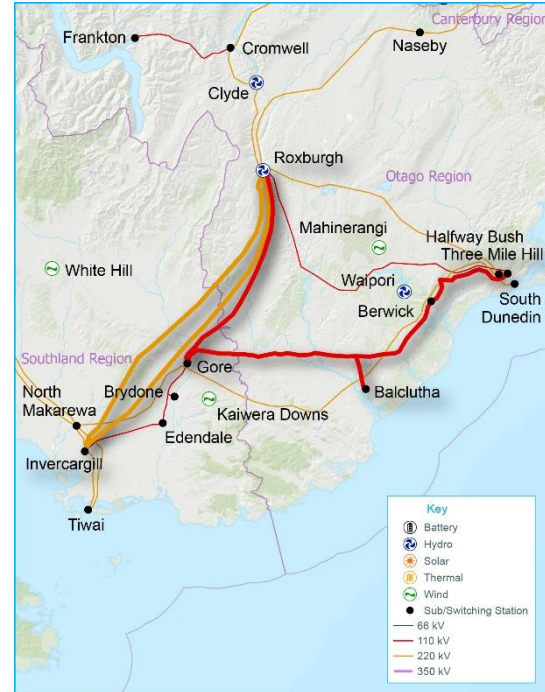 Canterbury Region
Frankton
Cromwell
Naseby
Clyde
Roxburgh
Otago Region
Mahinerangi
Halfway Bush
Three Mile Hill
White Hill
Waipori
Berwick
South
Dunedin
Southland Region
Gore
North
Makarewa
Brydone
Kaiwera Downs
Balclutha
Edendale
Invercargill
Tiwai
Key
Battery
Hydro
Solar
Thermal
Wind
Sub/Switching Station
66 kV
110 kV
220 kV
350 kV